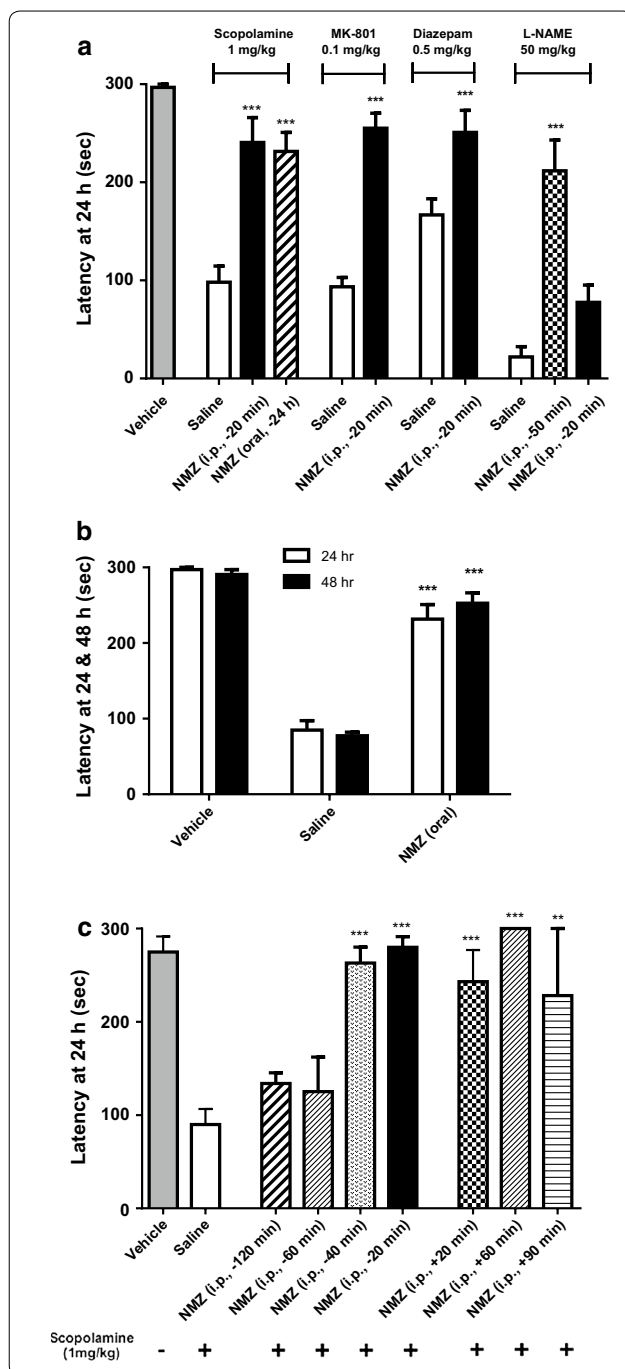 a
Scopolamine MK-801 Diazepam L-NAME
1 mg/kg 0.1 mg/kg 0.5 mg/kg 50 mg/kg
Latency at 24 h (sec)
300
200
100
0
*** *** *** *** ***
Vehicle
Saline
NMZ (i.p., -20 min)
NMZ (oral, -24 h)
Saline
NMZ (i.p., -20 min)
Saline
NMZ (i.p., -20 min)
Saline
NMZ (i.p., -50 min)
NMZ (i.p., -20 min)
b
Latency at 24 & 48 h (sec)
300
200
100
0
24 hr
48 hr
*** ***
Vehicle
Saline
NMZ (oral)
c
Latency at 24 h (sec)
300
200
100
0
*** *** *** *** **
Vehicle
Saline
NMZ (i.p., -120 min)
NMZ (i.p., -60 min)
NMZ (i.p., -40 min)
NMZ (i.p., -20 min)
NMZ (i.p., +20 min)
NMZ (i.p., +60 min)
NMZ (i.p., +90 min)
Scopolamine
(1mg/kg) - + + + + + + + +